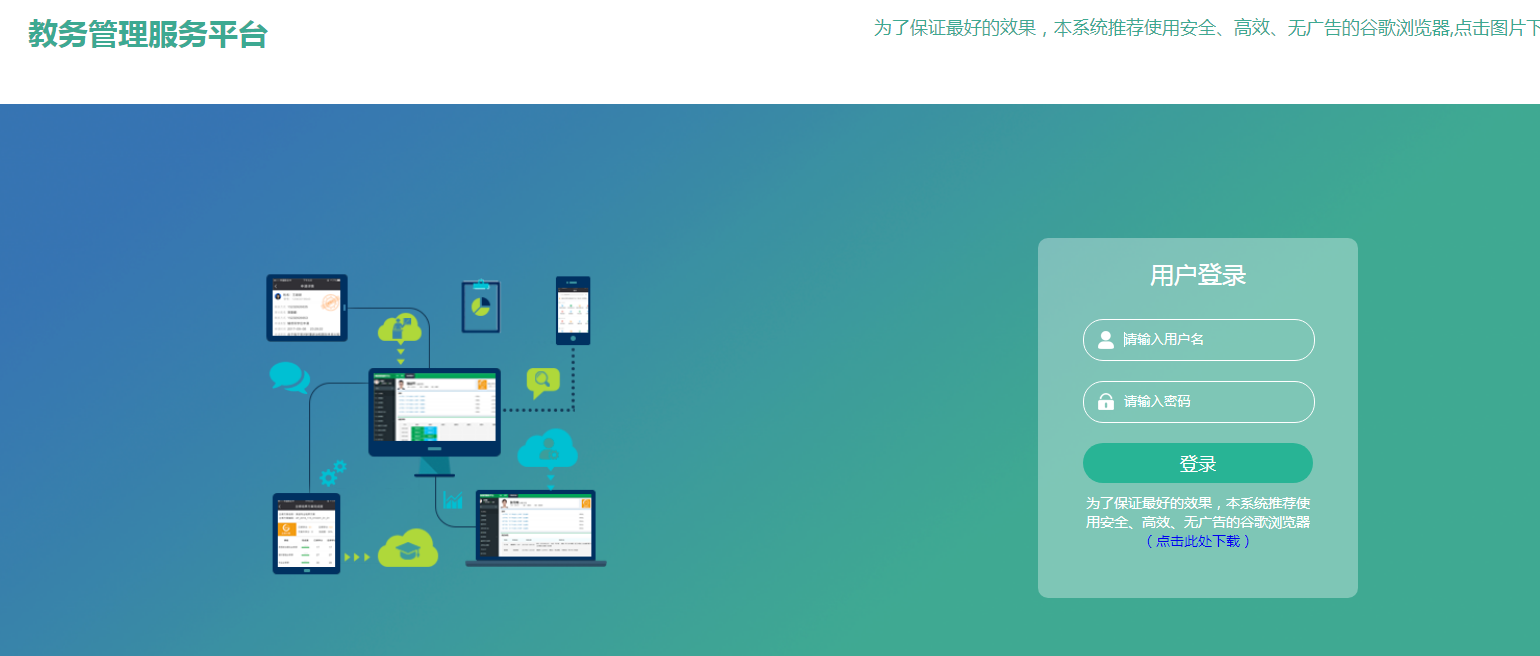 教务管理服务平台
为了保证最好的效果，本系统推荐使用安全、高效、无广告的谷歌浏览器,点击图片下
用户登录
请输入用户名
请输入密码
登录
为了保证最好的效果，本系统推荐使
用安全、高效、无广告的谷歌浏览器
（点击此处下载）